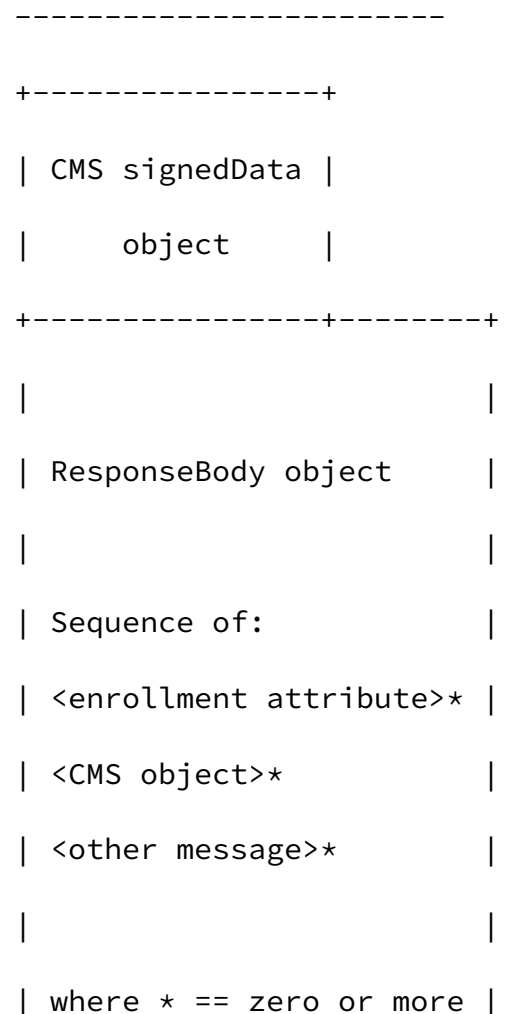 ------------------------
+----------------+
| CMS signedData |
|     object     |
+----------------+--------+
|                         |
| ResponseBody object     |
|                         |
| Sequence of:            |
| <enrollment attribute>* |
| <CMS object>*           |
| <other message>*        |
|                         |
| where * == zero or more |